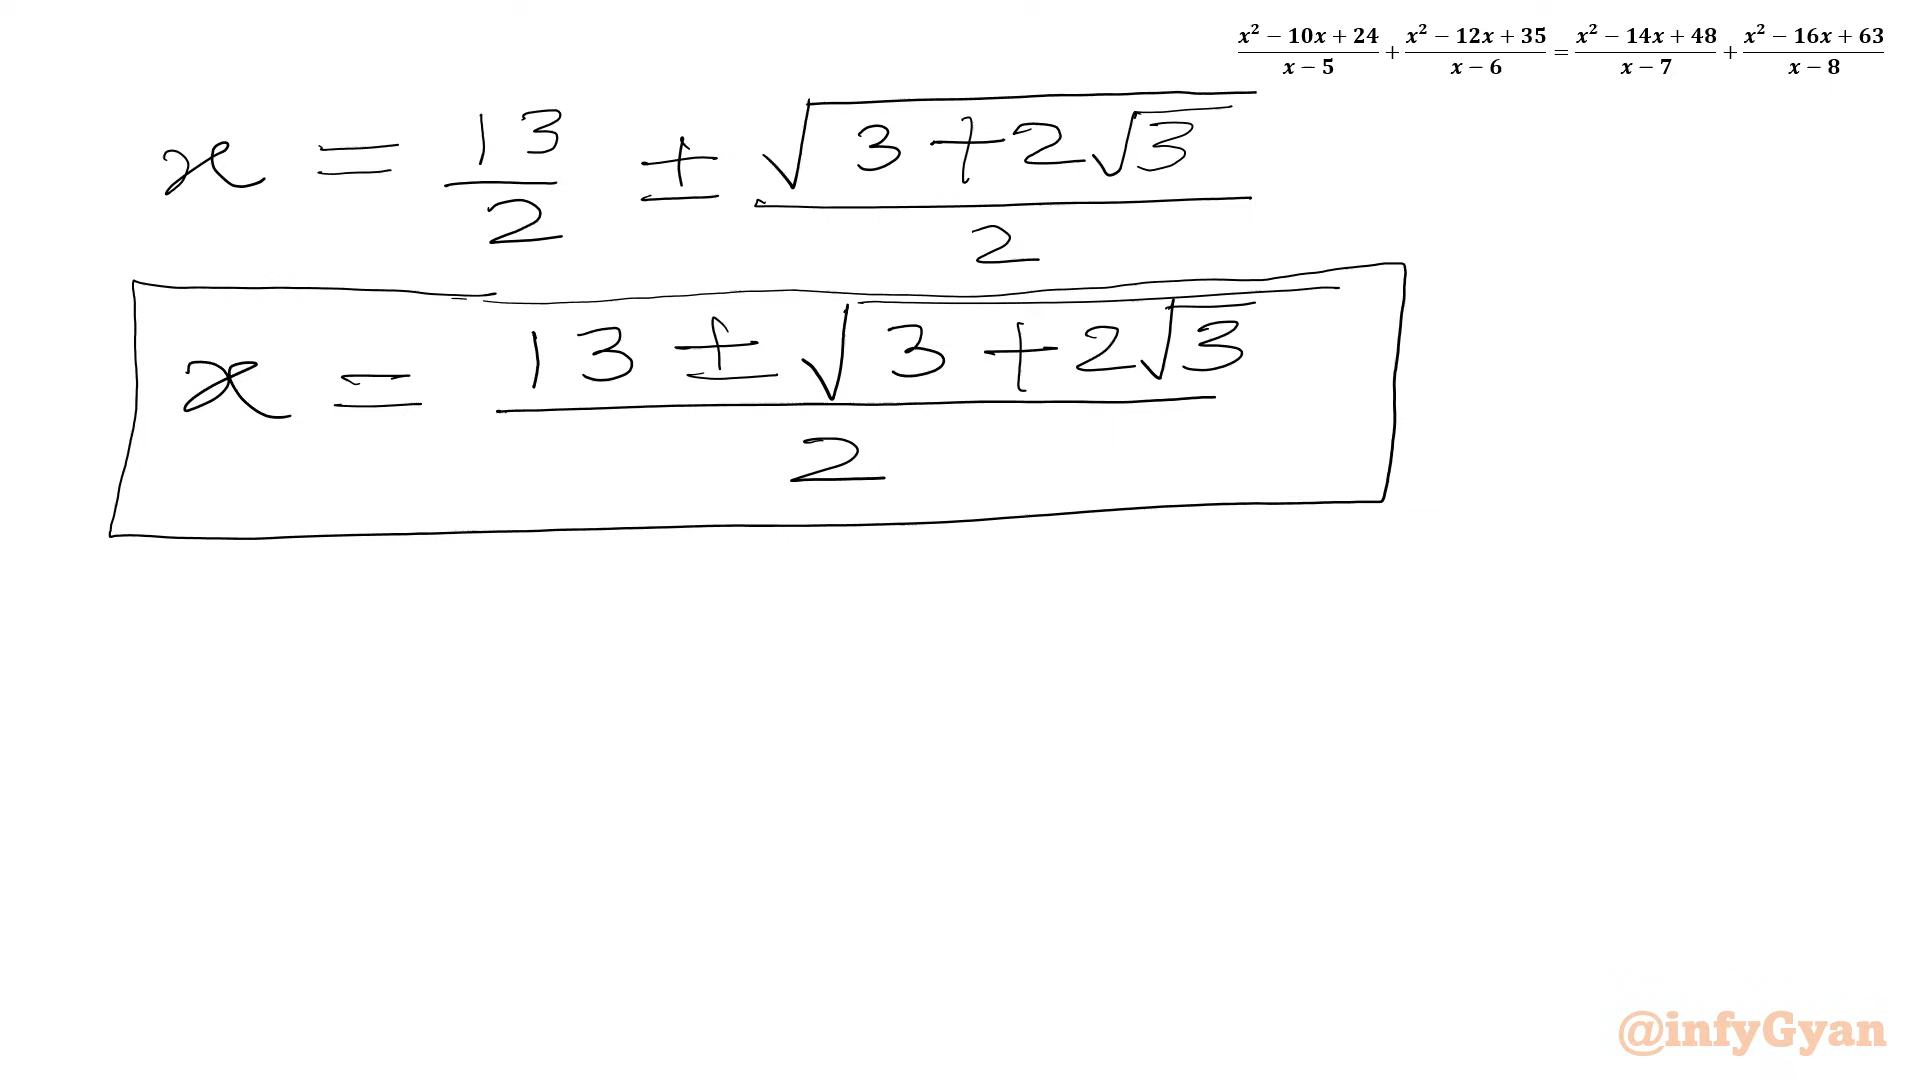 (x² − 10x + 24)/(x − 5) + (x² − 12x + 35)/(x − 6) = (x² − 14x + 48)/(x − 7) + (x² − 16x + 63)/(x − 8)
x = 13/2 ± √(3 + 2√3)/2
x = (13 ± √(3 + 2√3))/2
@infyGyan